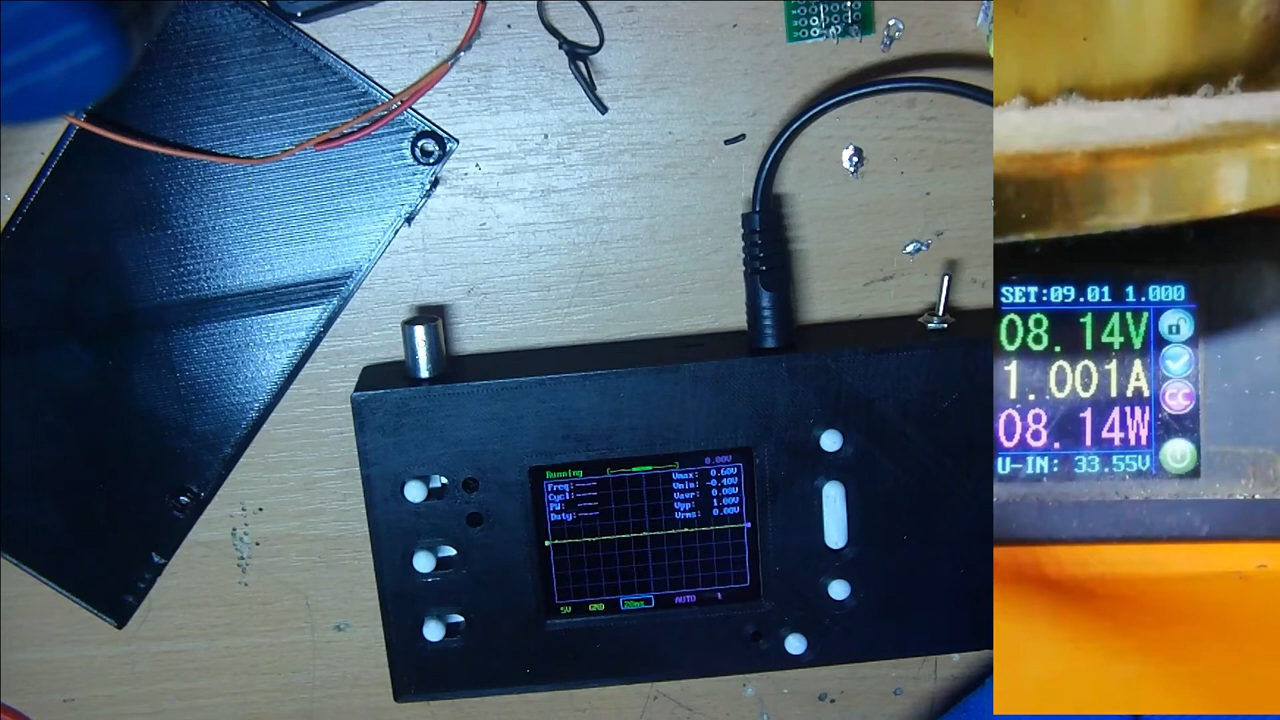 Running
0.00V
Freq:----
Cycl:----
PW: ----
Duty:----
Vmax: 0.60V
Vmin: -0.40V
Vavr: 0.00V
Vpp: 1.00V
Vrms: 0.00V
5V GND 20ms AUTO
SET:09.01 1.000
08.14V
1.001A
CC
08.14W
U-IN: 33.55V